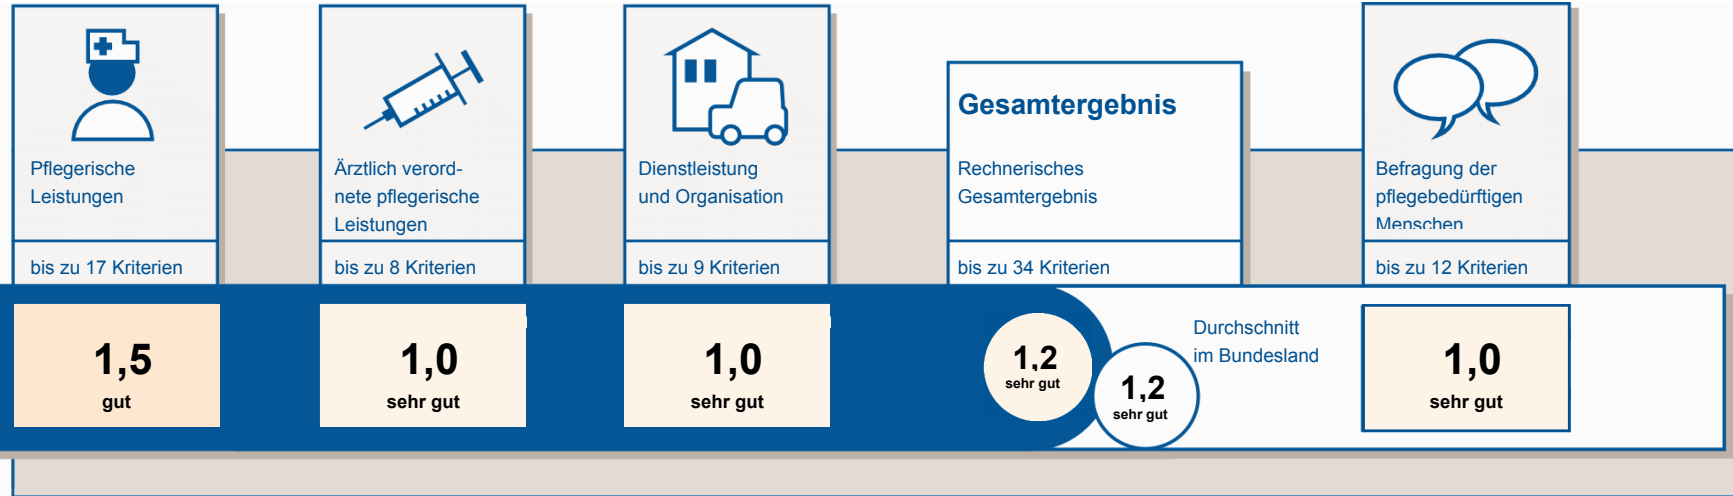 Pflegerische
Leistungen
bis zu 17 Kriterien
1,5
gut
Ärztlich verord-
nete pflegerische
Leistungen
bis zu 8 Kriterien
1,0
sehr gut
Dienstleistung
und Organisation
bis zu 9 Kriterien
1,0
sehr gut
Gesamtergebnis
Rechnerisches
Gesamtergebnis
bis zu 34 Kriterien
1,2
sehr gut
1,2
sehr gut
Durchschnitt
im Bundesland
Befragung der
pflegebedürftigen
Menschen
bis zu 12 Kriterien
1,0
sehr gut